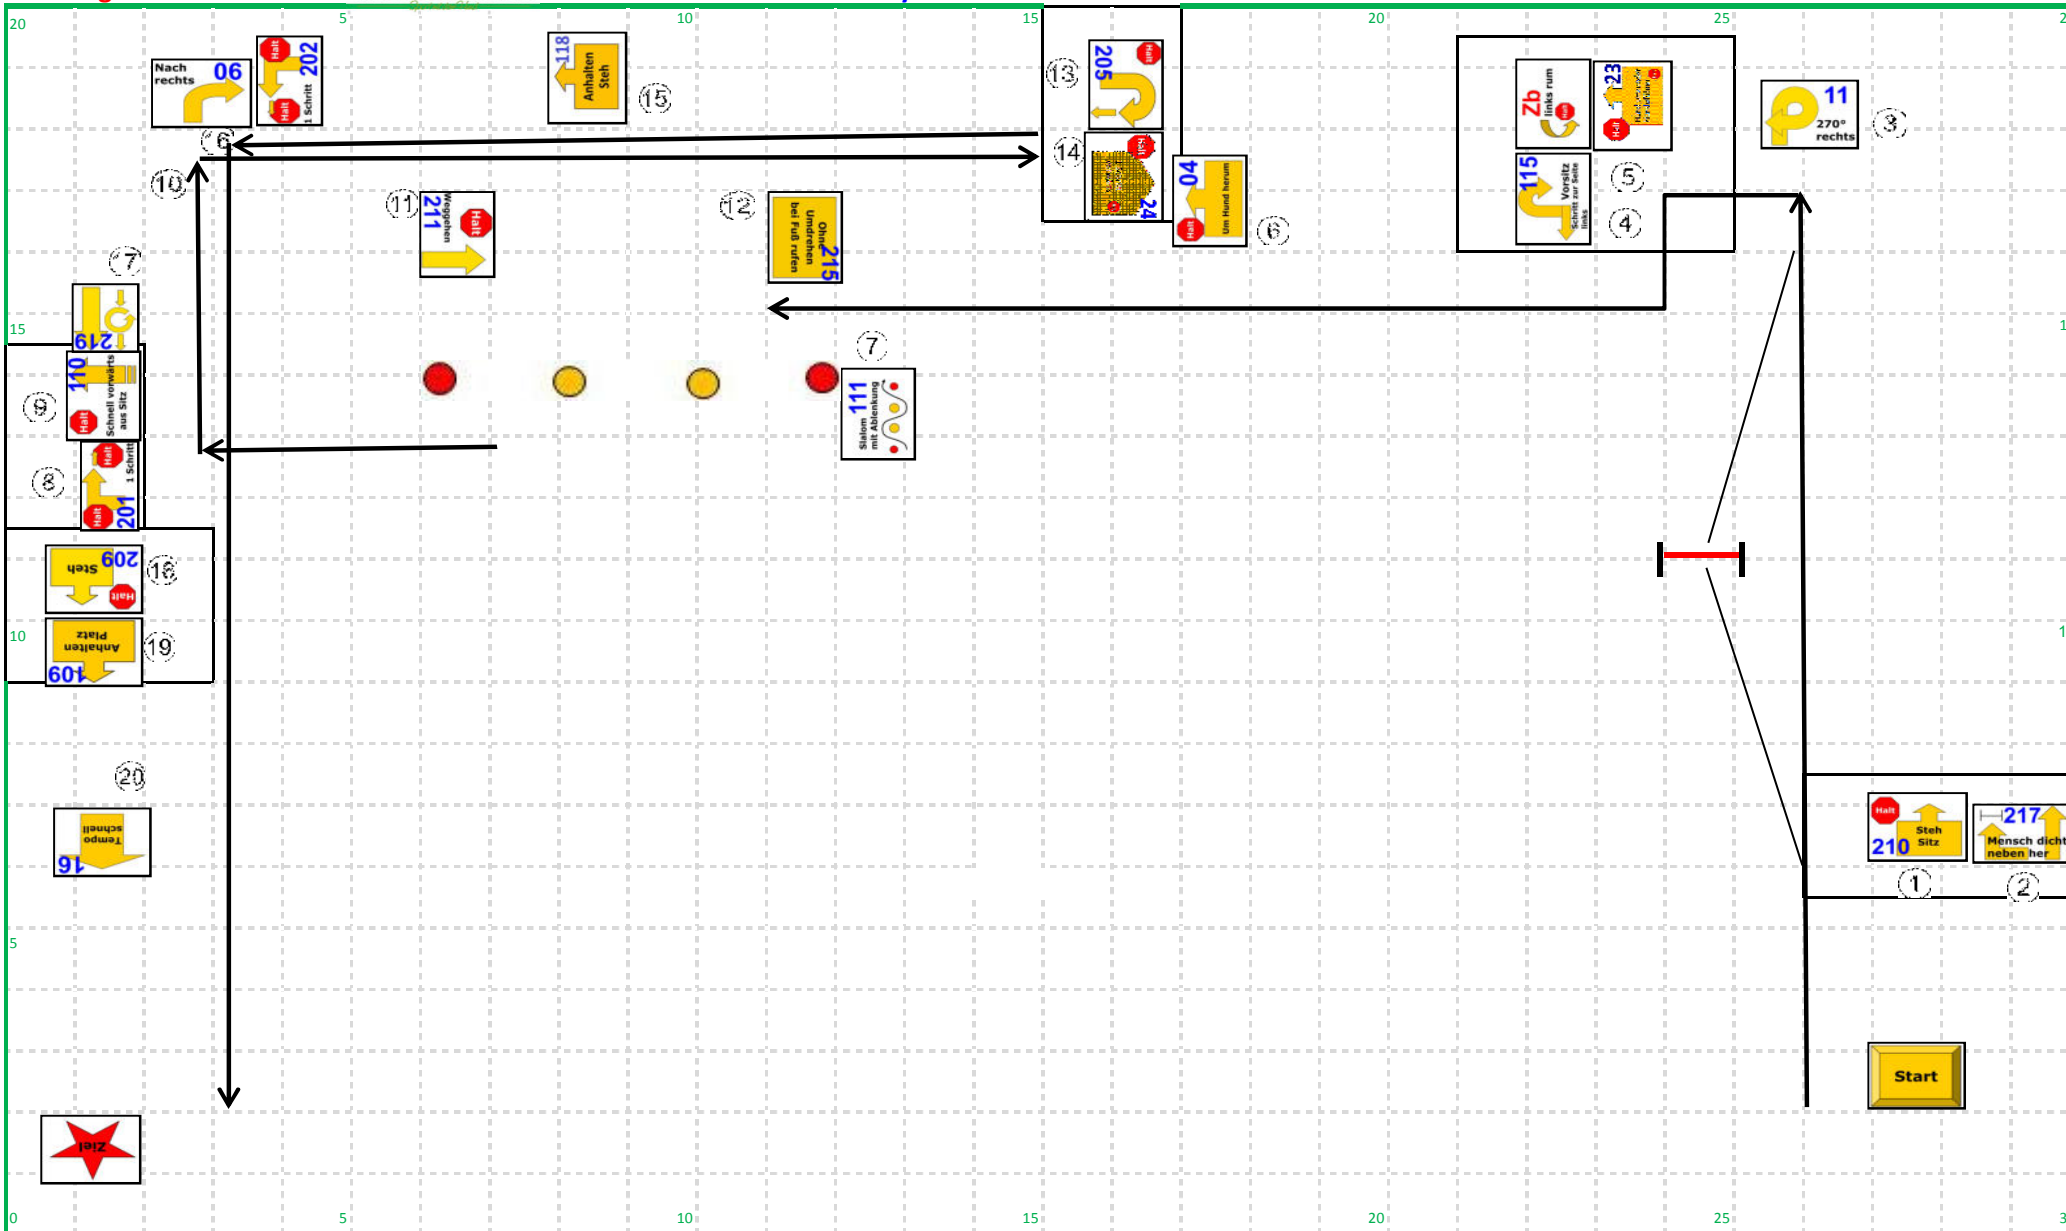 20
5
10
15
20
25
Nach
rechts
06
Halt
202
Halt
1 Schritt
118
Anhalten
Steh
15
13
205
Halt
14
Halt
24
04
Halt
Um Hund herum
6
Zb
links rum
Halt
23
Halt
5
115
Vorsitz
Schritt zur Seite
links
4
11
270°
rechts
3
10
11
211
Weggehen
Halt
12
Ohne
Umdrehen
bei Fuß rufen
215
15
219
110
Schnell vorwärts
aus Sitz
Halt
9
7
111
Slalom
mit Ablenkung
8
Halt
1 Schritt
Halt
201
209
Steh
Halt
18
10
Anhalten
Platz
109
19
20
Tempo
schnell
16
Halt
Steh
Sitz
210
217
Mensch dicht
neben her
1
2
5
Start
Ziel
0
5
10
15
20
25